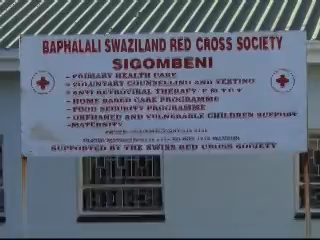 BAPHALALI SWAZILAND RED CROSS SOCIETY
SIGOMBENI
- PRIMARY HEALTH CARE
- VOLUNTARY COUNSELLING AND TESTING
- ANTI RETROVIRAL THERAPY
- HOME BASED CARE PROGRAMME
- FOOD SECURITY PROGRAMME
- ORPHANED AND VULNERABLE CHILDREN SUPPORT
- MATERNITY
SUPPORTED BY THE SWISS RED CROSS SOCIETY